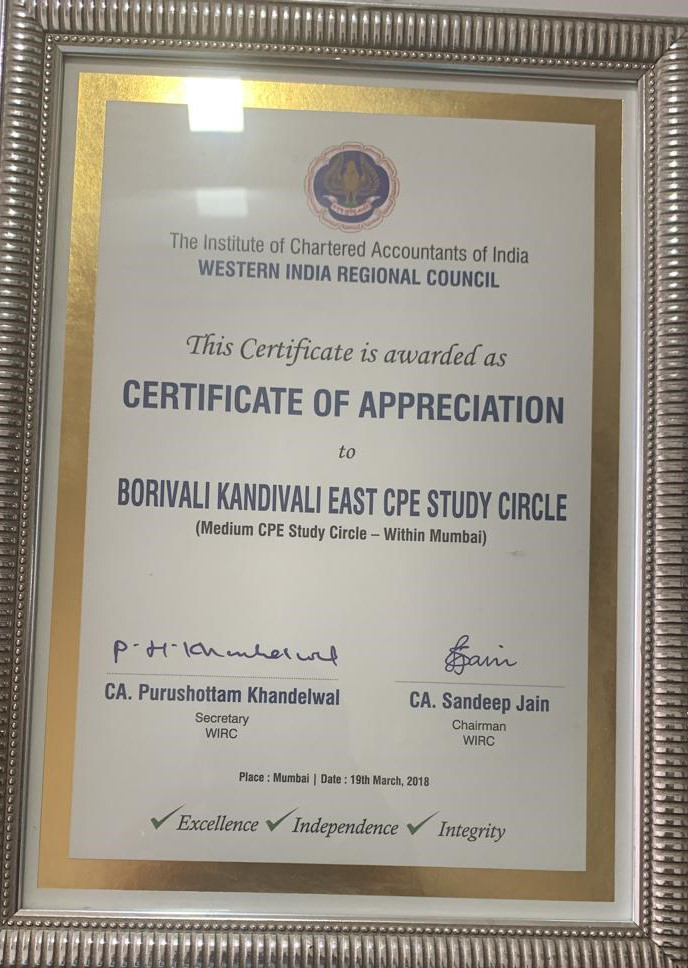 The Institute of Chartered Accountants of India
WESTERN INDIA REGIONAL COUNCIL
This Certificate is awarded as
CERTIFICATE OF APPRECIATION
to
BORIVALI KANDIVALI EAST CPE STUDY CIRCLE
(Medium CPE Study Circle – Within Mumbai)
P. H. Khandelwal
SJain
CA. Purushottam Khandelwal
CA. Sandeep Jain
Secretary
Chairman
WIRC
WIRC
Place : Mumbai | Date : 19th March, 2018
✓ Excellence ✓ Independence ✓ Integrity